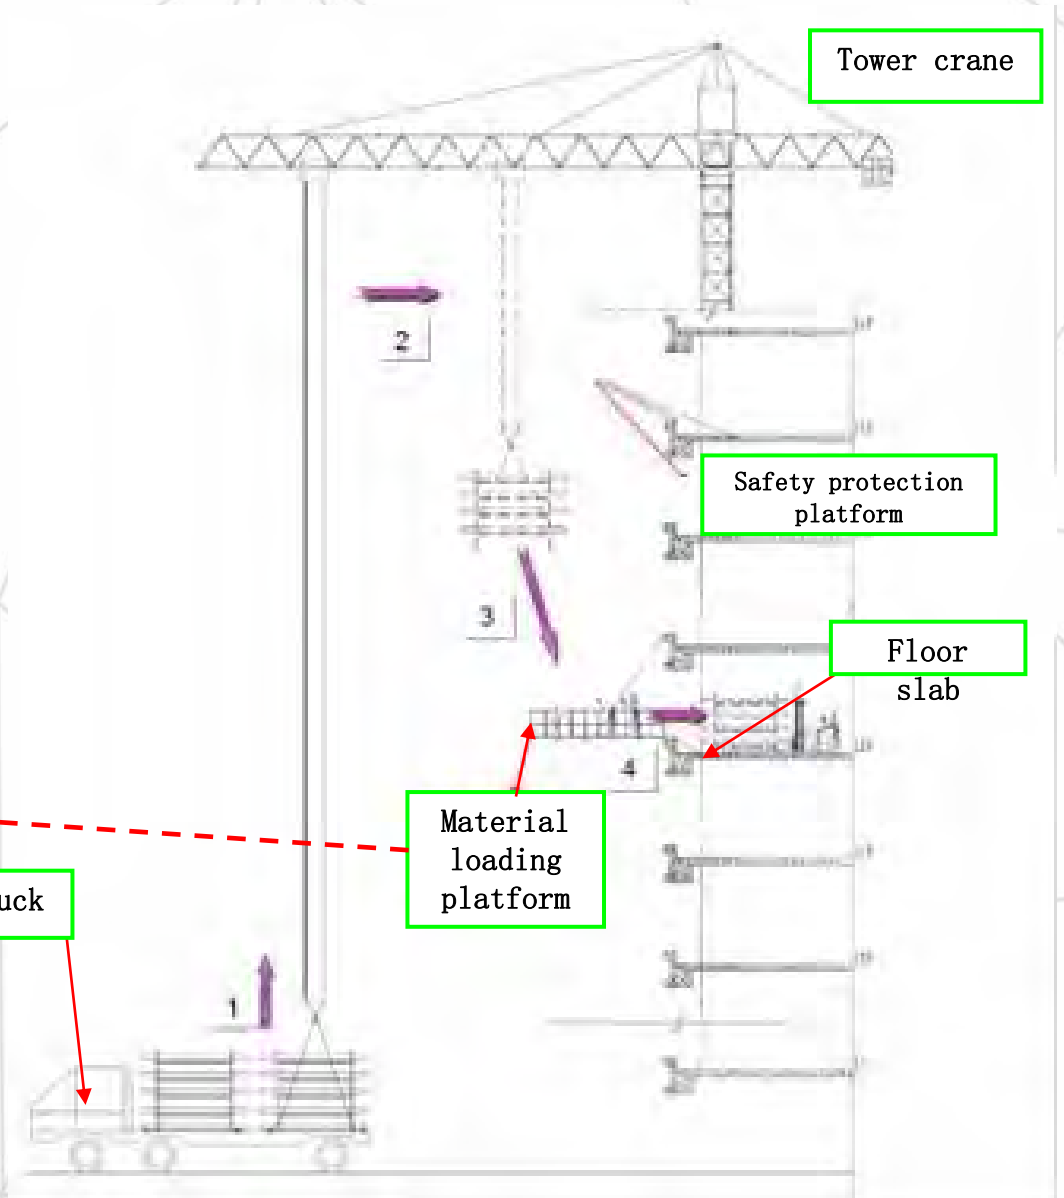 Tower crane
2
Safety protection
platform
3
Floor
slab
4
Material
loading
platform
uck
1